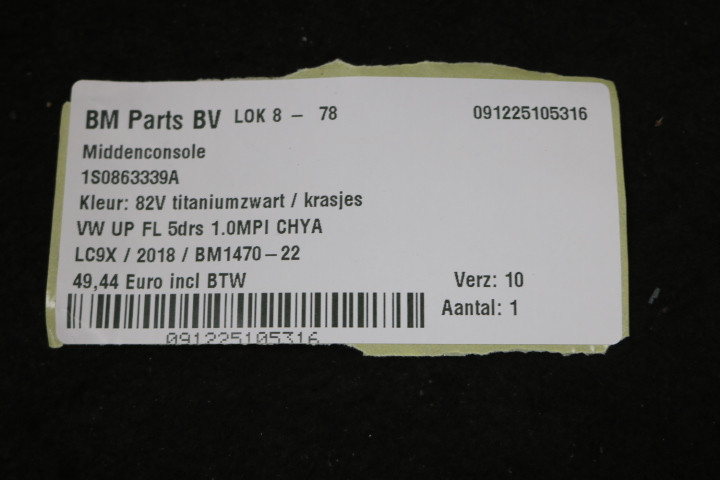 BM Parts BV LOK 8 - 78 091225105316
Middenconsole
1S0863339A
Kleur: 82V titaniumzwart / krasjes
VW UP FL 5drs 1.0MPI CHYA
LC9X / 2018 / BM1470-22
49,44 Euro incl BTW Verz: 10
Aantal: 1
091225105316